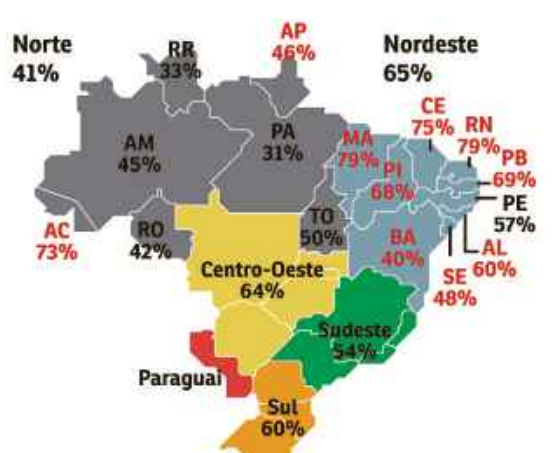 Norte
41%
RR
33%
AP
46%
Nordeste
65%
CE
75%
RN
79%
PB
69%
PE
57%
AL
60%
SE
48%
MA
79%
PI
68%
BA
40%
AM
45%
PA
31%
AC
73%
RO
42%
TO
50%
Centro-Oeste
64%
Sudeste
54%
Paraguai
Sul
60%